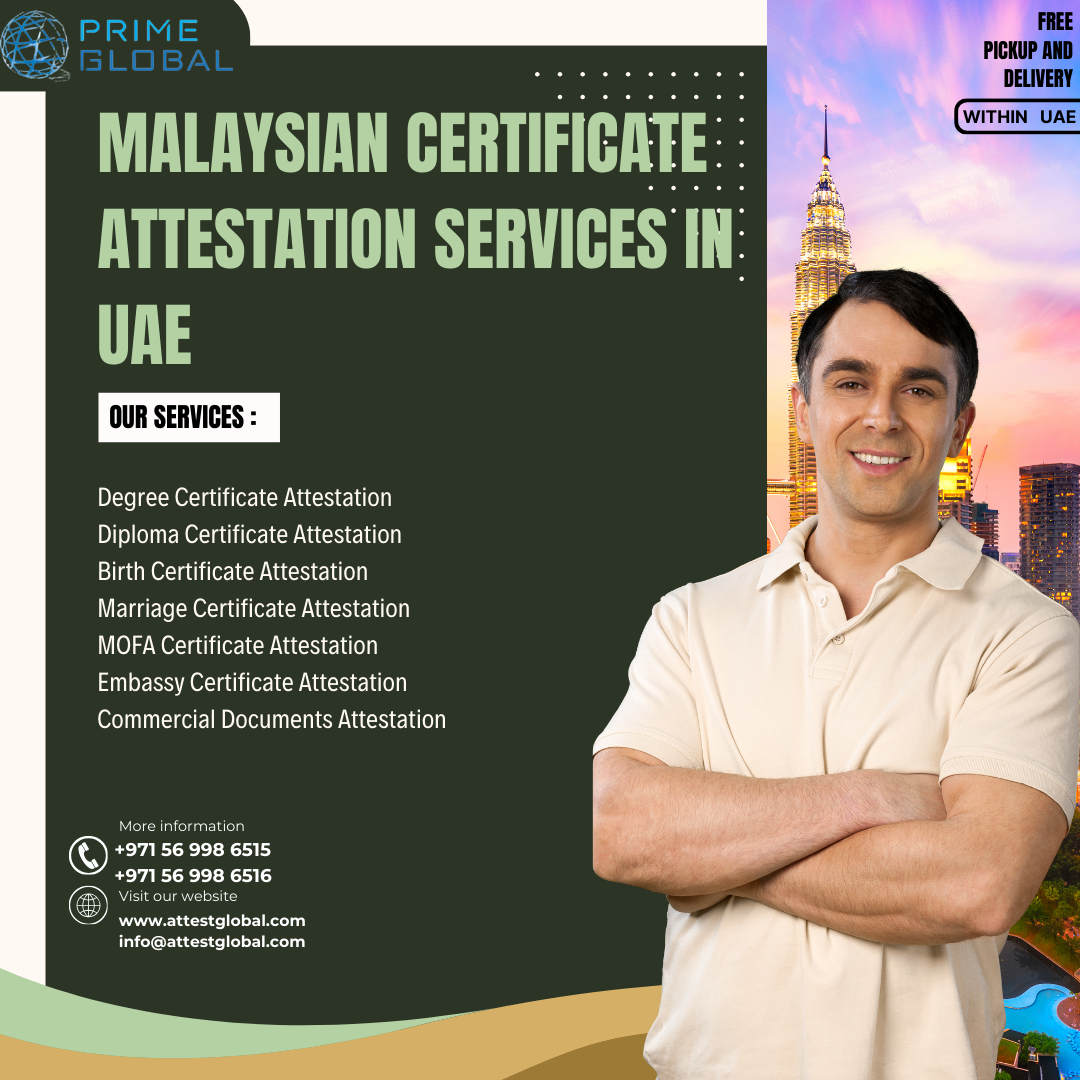 PRIME
GLOBAL
FREE
PICKUP AND
DELIVERY
WITHIN UAE
MALAYSIAN CERTIFICATE
ATTESTATION SERVICES IN
UAE
OUR SERVICES :
Degree Certificate Attestation
Diploma Certificate Attestation
Birth Certificate Attestation
Marriage Certificate Attestation
MOFA Certificate Attestation
Embassy Certificate Attestation
Commercial Documents Attestation
More information
+971 56 998 6515
+971 56 998 6516
Visit our website
www.attestglobal.com
info@attestglobal.com